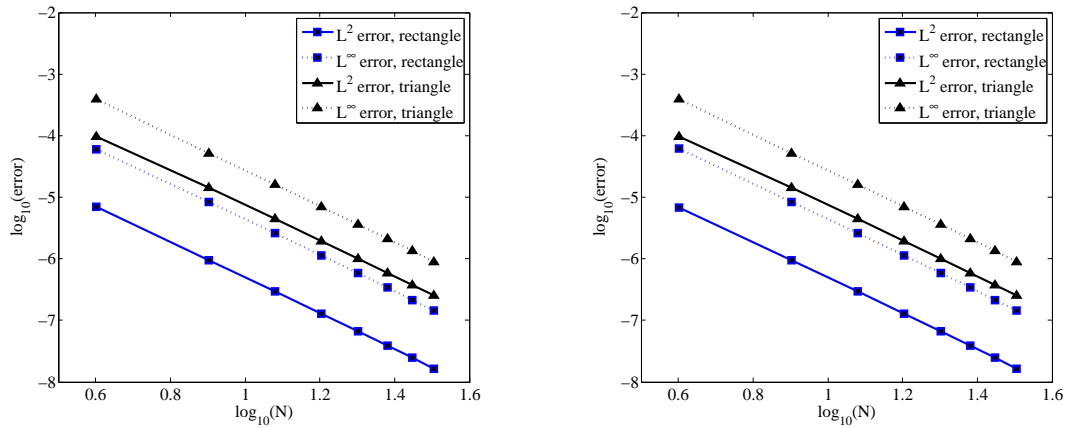 −2
−3
−4
−5
−6
−7
−8
log₁₀(error)
0.6 0.8 1 1.2 1.4 1.6
log₁₀(N)
L² error, rectangle
L∞ error, rectangle
L² error, triangle
L∞ error, triangle
−2
−3
−4
−5
−6
−7
−8
log₁₀(error)
0.6 0.8 1 1.2 1.4 1.6
log₁₀(N)
L² error, rectangle
L∞ error, rectangle
L² error, triangle
L∞ error, triangle